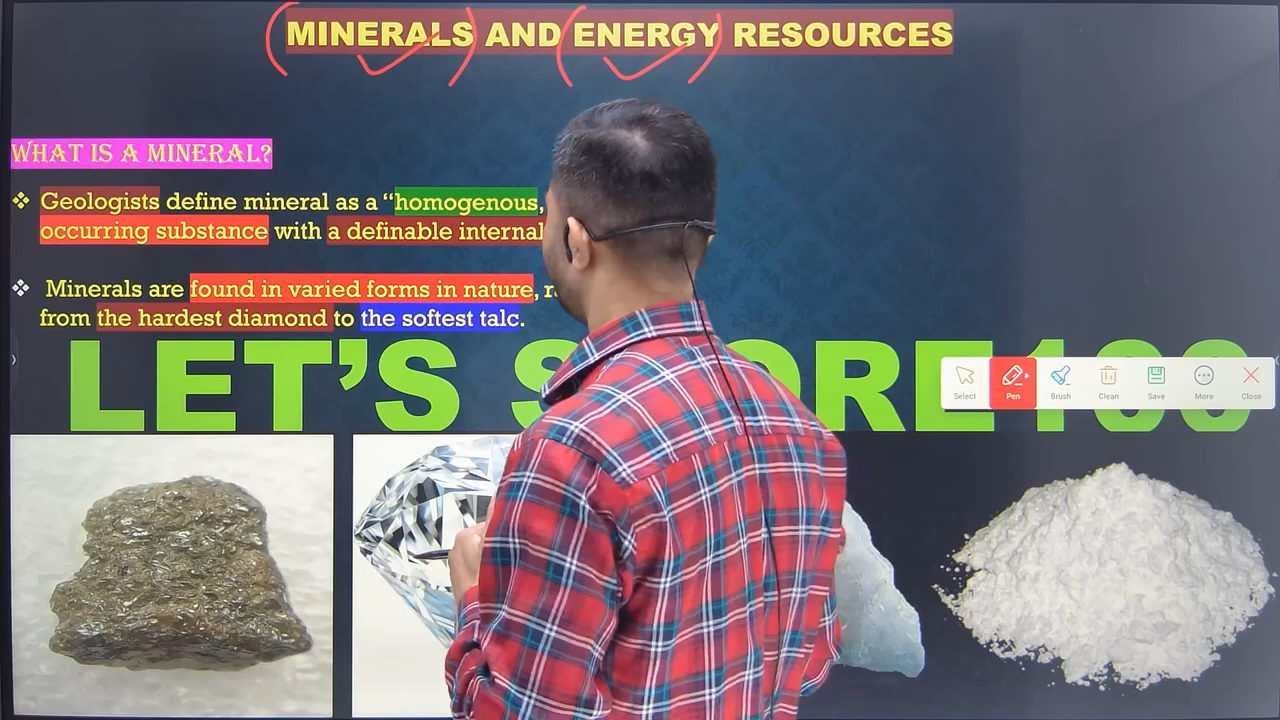 MINERALS AND ENERGY RESOURCES
WHAT IS A MINERAL?
Geologists define mineral as a “homogenous,
occurring substance with a definable internal
Minerals are found in varied forms in nature,
from the hardest diamond to the softest talc.
LET’S SCORE 100
Select Pen Brush Clean Save More Close